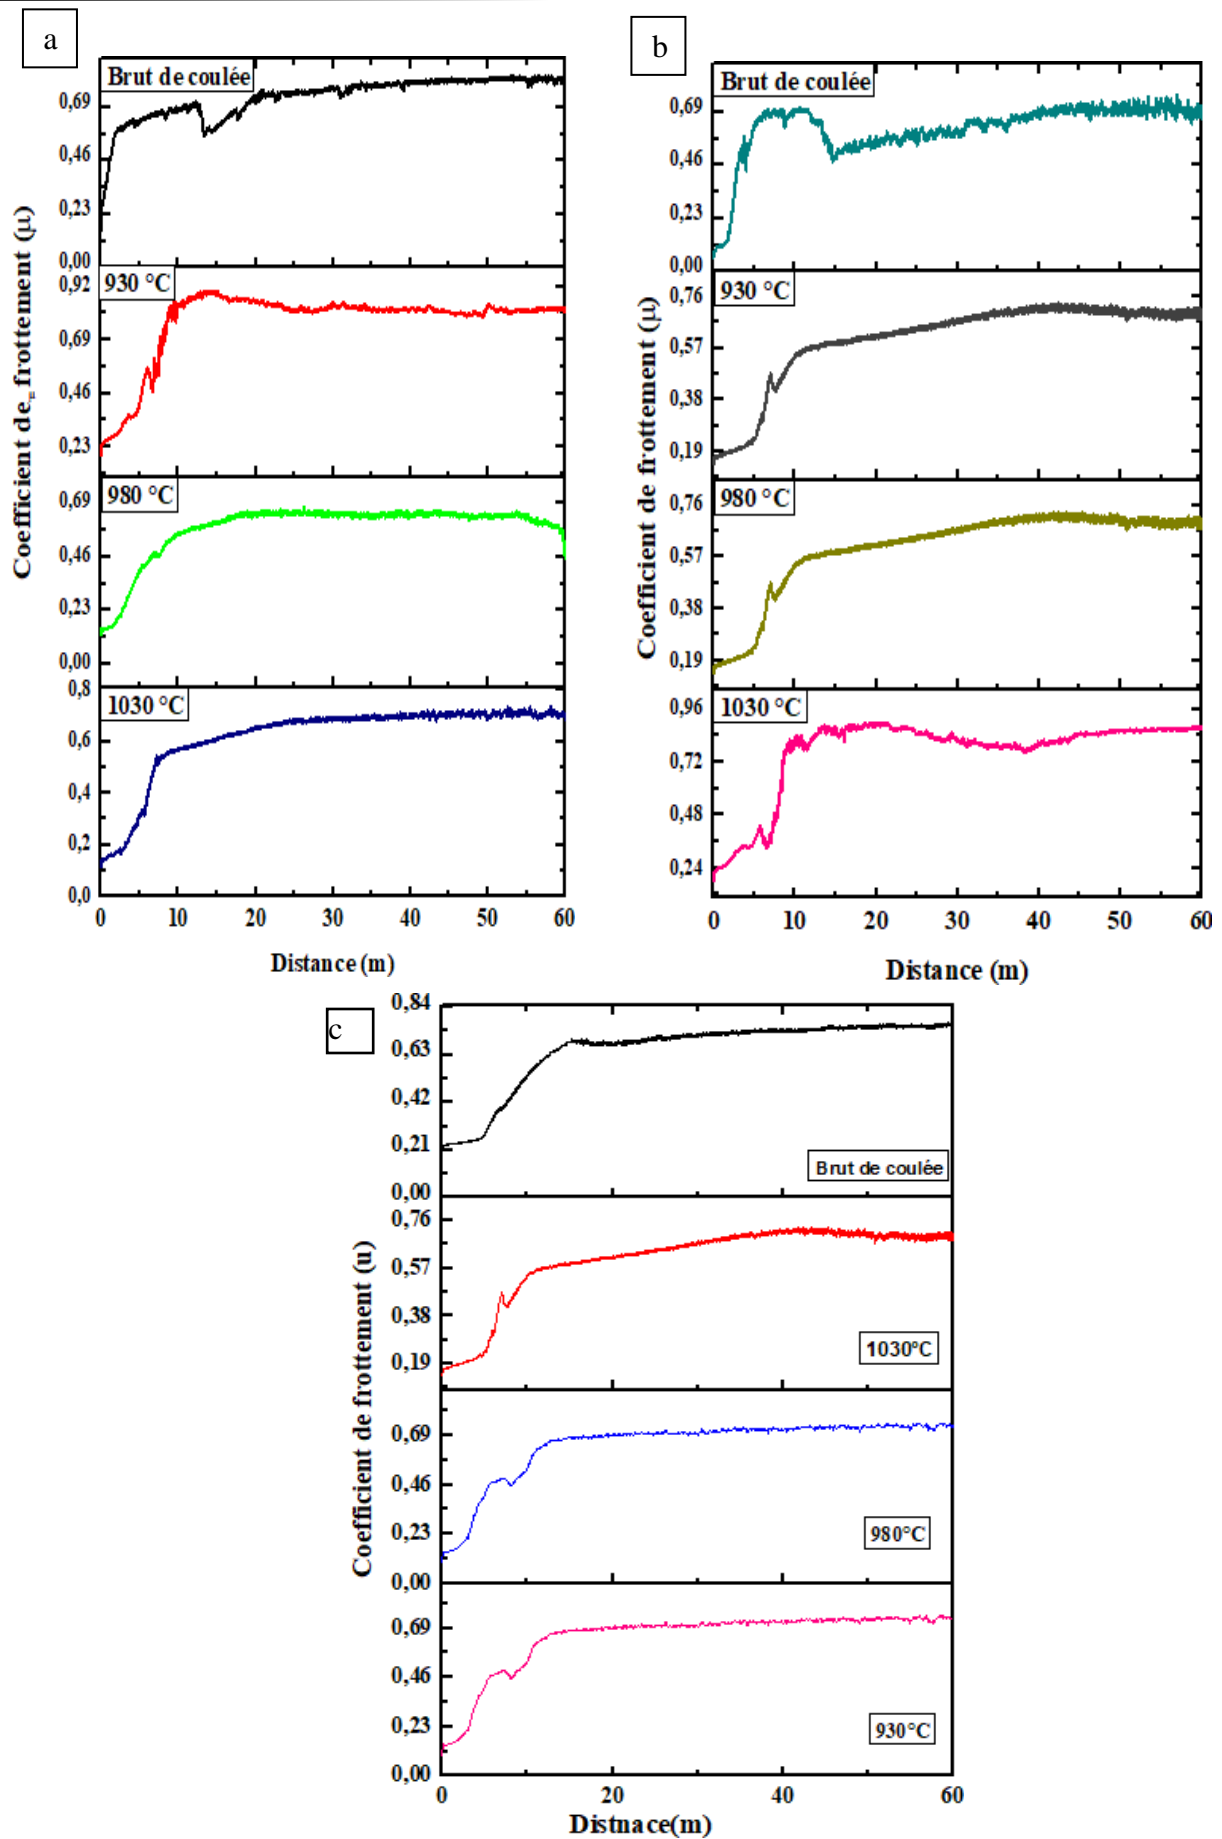 a
Coefficient de frottement (μ)
Brut de coulée
0,69
0,46
0,23
0,00
930 °C
0,92
0,69
0,46
0,23
980 °C
0,69
0,46
0,23
0,00
1030 °C
0,8
0,6
0,4
0,2
0,0
0 10 20 30 40 50 60
Distance (m)
b
Coefficient de frottement (μ)
Brut de coulée
0,69
0,46
0,23
0,00
930 °C
0,76
0,57
0,38
0,19
980 °C
0,76
0,57
0,38
0,19
1030 °C
0,96
0,72
0,48
0,24
0 10 20 30 40 50 60
Distance (m)
c
Coefficient de frottement (u)
0,84
0,63
0,42
0,21
0,00
Brut de coulée
0,76
0,57
0,38
0,19
1030°C
0,69
0,46
0,23
0,00
980°C
0,69
0,46
0,23
0,00
930°C
0 20 40 60
Distnace(m)